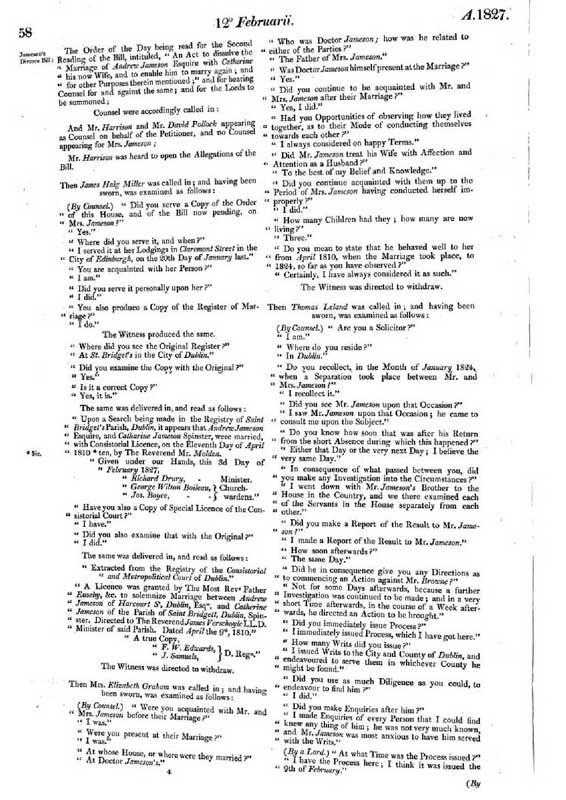 58
12° Februarii.
A.1827.
Jameson's
Divorce Bill:
The Order of the Day being read for the Second
Reading of the Bill, intituled, "An Act to dissolve the
" Marriage of Andrew Jameson Esquire with Catherine
" his now Wife, and to enable him to marry again; and
" for other Purposes therein mentioned;" and for hearing
Counsel for and against the same; and for the Lords to
be summoned;
Counsel were accordingly called in:
And Mr. Harrison and Mr. David Pollock appearing
as Counsel on behalf of the Petitioner, and no Counsel
appearing for Mrs. Jameson;
Mr. Harrison was heard to open the Allegations of the
Bill.
Then James Haig Miller was called in; and having been
sworn, was examined as follows:
(By Counsel.) " Did you serve a Copy of the Order
" of this House, and of the Bill now pending, on
" Mrs. Jameson?"
" Yes."
" Where did you serve it, and when?"
" I served it at her Lodgings in Claremont Street in the
" City of Edinburgh, on the 20th Day of January last."
" You are acquainted with her Person?"
" I am."
" Did you serve it personally upon her?"
" I did."
" You also produce a Copy of the Register of Mar-
" riage?"
" I do."
The Witness produced the same.
" Where did you see the Original Register?"
" At St. Bridget's in the City of Dublin."
" Did you examine the Copy with the Original?"
" Yes."
" Is it a correct Copy?"
" Yes, it is."
The same was delivered in, and read as follows:
" Upon a Search being made in the Registry of Saint
" Bridget's Parish, Dublin, it appears that Andrew Jameson
" Esquire, and Catharine Jameson Spinster, were married,
" with Consistorial Licence, on the Eleventh Day of April
* Sic.
" 1810 * ten, by The Reverend Mr. Molden.
" Given under our Hands, this 3d Day of
" February 1827,
" Richard Drury, - Minister.
" George Wilton Boileau, } Church-
" Jos. Boyce, - - } wardens."
" Have you also a Copy of Special Licence of the Con-
" sistorial Court?"
" I have."
" Did you also examine that with the Original?"
" I did."
The same was delivered in, and read as follows:
" Extracted from the Registry of the Consistorial
" and Metropolitical Court of Dublin."
" A Licence was granted by The Most Revd Father
" Euseby, &c. to solemnize Marriage between Andrew
" Jameson of Harcourt St, Dublin, Esqre, and Catherine
" Jameson of the Parish of Saint Bridgett, Dublin, Spin-
" ster. Directed to The Reverend James Verschoyle LL.D.
" Minister of said Parish. Dated April the 9th, 1810."
" A true Copy,
" F. W. Edwards, } D. Regrs."
" J. Samuels, }
The Witness was directed to withdraw.
Then Mrs. Elizabeth Graham was called in; and having
been sworn, was examined as follows:
(By Counsel.) " Were you acquainted with Mr. and
" Mrs. Jameson before their Marriage?"
" I was."
" Were you present at their Marriage?"
" I was."
" At whose House, or where were they married?"
" At Doctor Jameson's."
4
" Who was Doctor Jameson; how was he related to
" either of the Parties?"
" The Father of Mrs. Jameson."
" Was Doctor Jameson himself present at the Marriage?"
" Yes."
" Did you continue to be acquainted with Mr. and
" Mrs. Jameson after their Marriage?"
" Yes, I did."
" Had you Opportunities of observing how they lived
" together, as to their Mode of conducting themselves
" towards each other?"
" I always considered on happy Terms."
" Did Mr. Jameson treat his Wife with Affection and
" Attention as a Husband?"
" To the best of my Belief and Knowledge."
" Did you continue acquainted with them up to the
" Period of Mrs. Jameson having conducted herself im-
" properly?"
" I did."
" How many Children had they; how many are now
" living?"
" Three."
" Do you mean to state that he behaved well to her
" from April 1810, when the Marriage took place, to
" 1824, so far as you have observed?"
" Certainly, I have always considered it as such."
The Witness was directed to withdraw.
Then Thomas Leland was called in; and having been
sworn, was examined as follows:
(By Counsel.) " Are you a Solicitor?"
" I am."
" Where do you reside?"
" In Dublin."
" Do you recollect, in the Month of January 1824,
" when a Separation took place between Mr. and
" Mrs. Jameson?"
" I recollect it."
" Did you see Mr. Jameson upon that Occasion?"
" I saw Mr. Jameson upon that Occasion; he came to
" consult me upon the Subject."
" Do you know how soon that was after his Return
" from the short Absence during which this happened?"
" Either that Day or the very next Day; I believe the
" very same Day."
" In consequence of what passed between you, did
" you make any Investigation into the Circumstances?"
" I went down with Mr. Jameson's Brother to the
" House in the Country, and we there examined each
" of the Servants in the House separately from each
" other."
" Did you make a Report of the Result to Mr. Jame-
" son?"
" I made a Report of the Result to Mr. Jameson."
" How soon afterwards?"
" The same Day."
" Did he in consequence give you any Directions as
" to commencing an Action against Mr. Browne?"
" Not for some Days afterwards, because a further
" Investigation was continued to be made; and in a very
" short Time afterwards, in the course of a Week after-
" wards, he directed an Action to be brought."
" Did you immediately issue Process?"
" I immediately issued Process, which I have got here."
" How many Writs did you issue?"
" I issued Writs to the City and County of Dublin, and
" endeavoured to serve them in whichever County he
" might be found."
" Did you use as much Diligence as you could, to
" endeavour to find him?"
" I did."
" Did you make Enquiries after him?"
" I made Enquiries of every Person that I could find
" knew any thing of him; he was not very much known,
" and Mr. Jameson was most anxious to have him served
" with the Writs."
(By a Lord.) " At what Time was the Process issued?"
" I have the Process here; I think it was issued the
" 9th of February."
(By